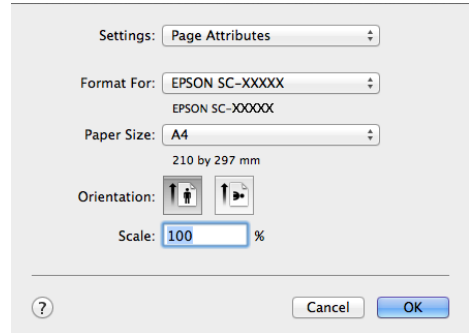 Settings: Page Attributes
Format For: EPSON SC-XXXXX
EPSON SC-XXXXX
Paper Size: A4
210 by 297 mm
Orientation:
Scale: 100 %
? Cancel OK